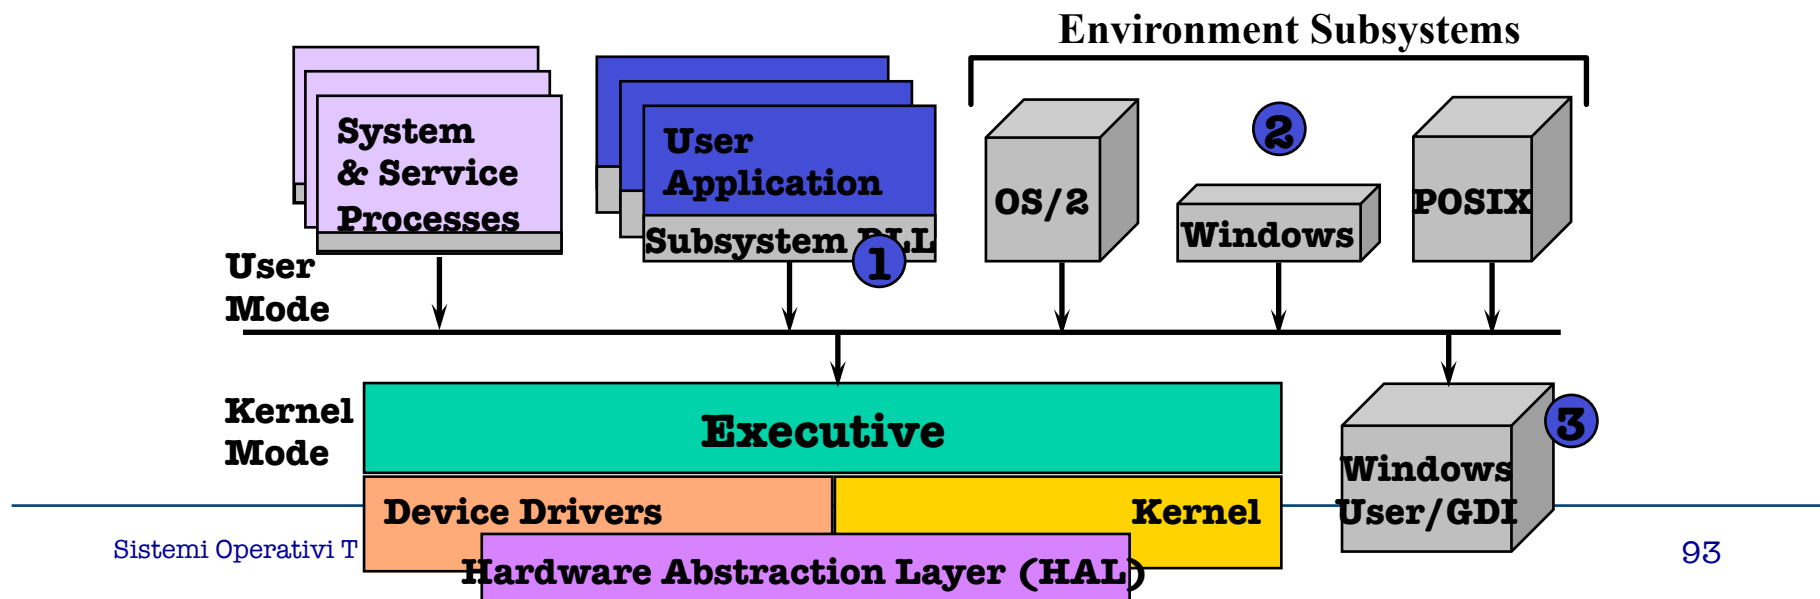 Environment Subsystems
System
& Service
Processes
User
Application
Subsystem DLL
1
OS/2
2
Windows
POSIX
User
Mode
Kernel
Mode
Executive
Device Drivers
Kernel
Hardware Abstraction Layer (HAL)
Windows
User/GDI
3
Sistemi Operativi T
93